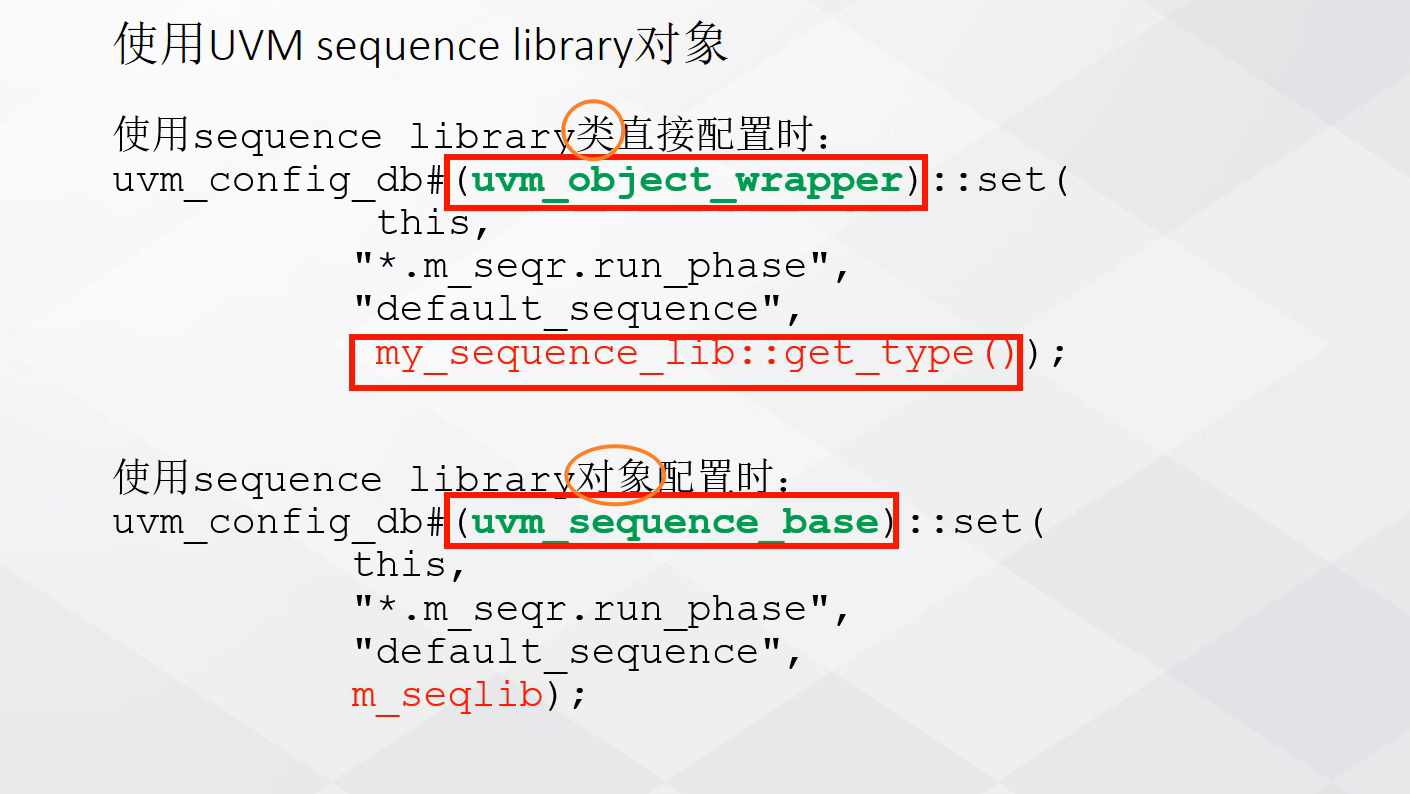 使用UVM sequence library对象
使用sequence library类直接配置时：
uvm_config_db#(uvm_object_wrapper)::set(
this,
"*.m_seqr.run_phase",
"default_sequence",
my_sequence_lib::get_type());
使用sequence library对象配置时：
uvm_config_db#(uvm_sequence_base)::set(
this,
"*.m_seqr.run_phase",
"default_sequence",
m_seqlib);